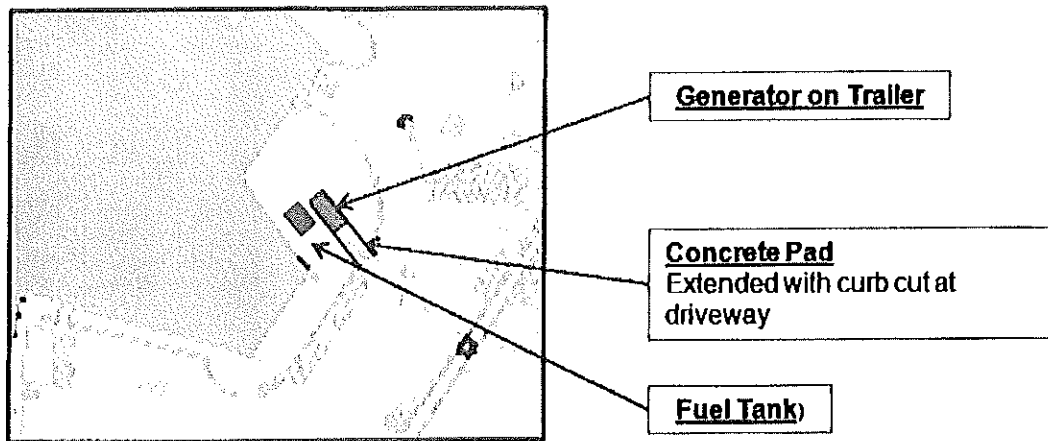 Generator on Trailer
Concrete Pad
Extended with curb cut at
driveway
Fuel Tank)